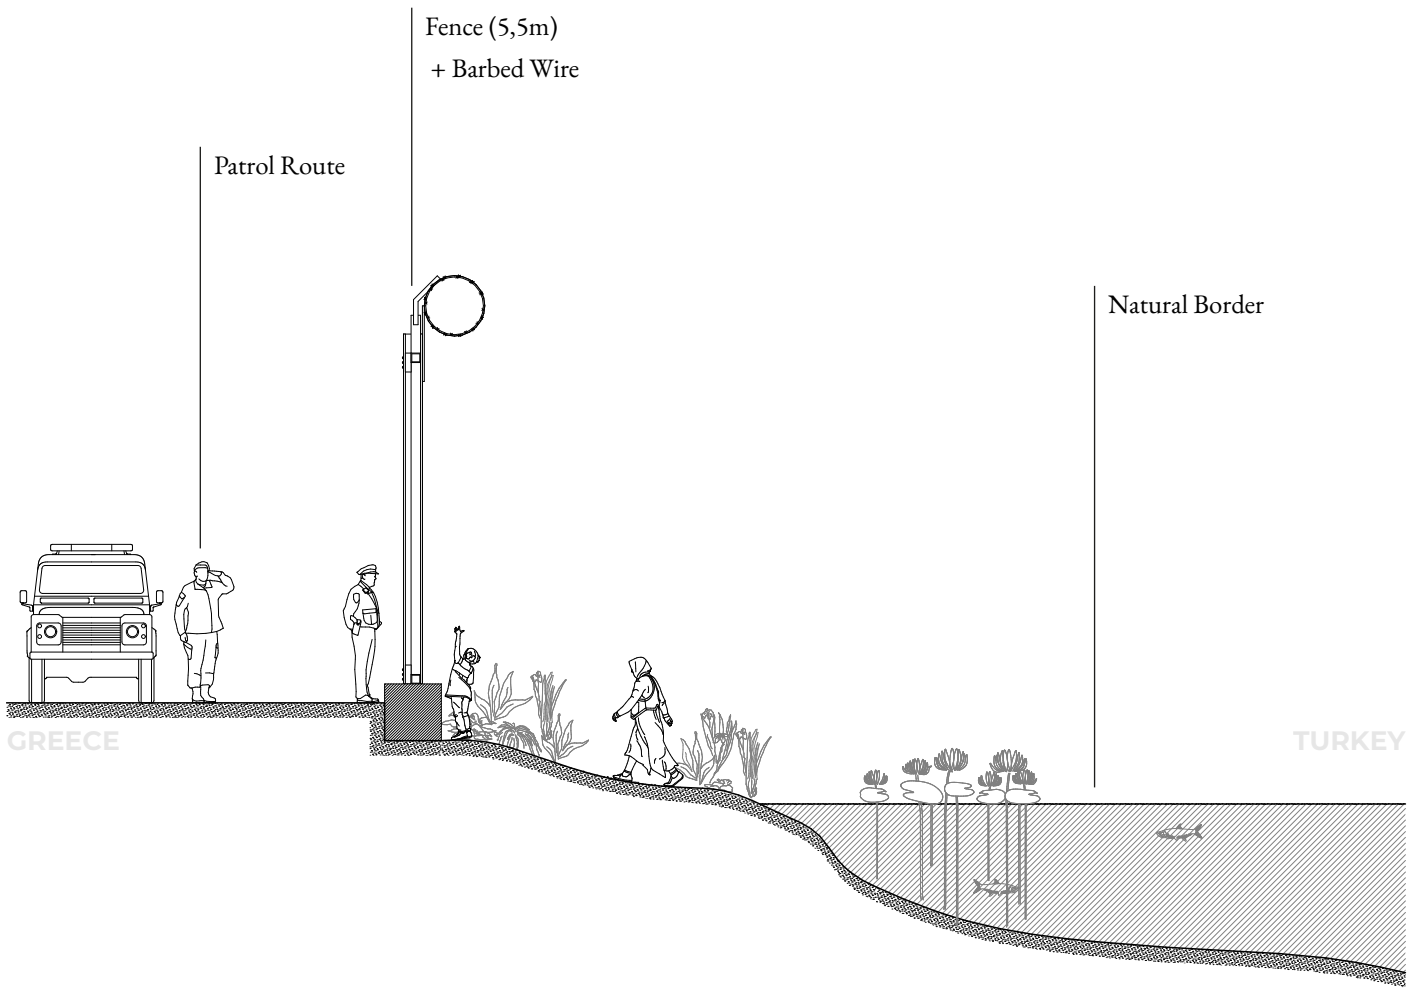 Fence (5,5m)
+ Barbed Wire
Patrol Route
Natural Border
GREECE
TURKEY